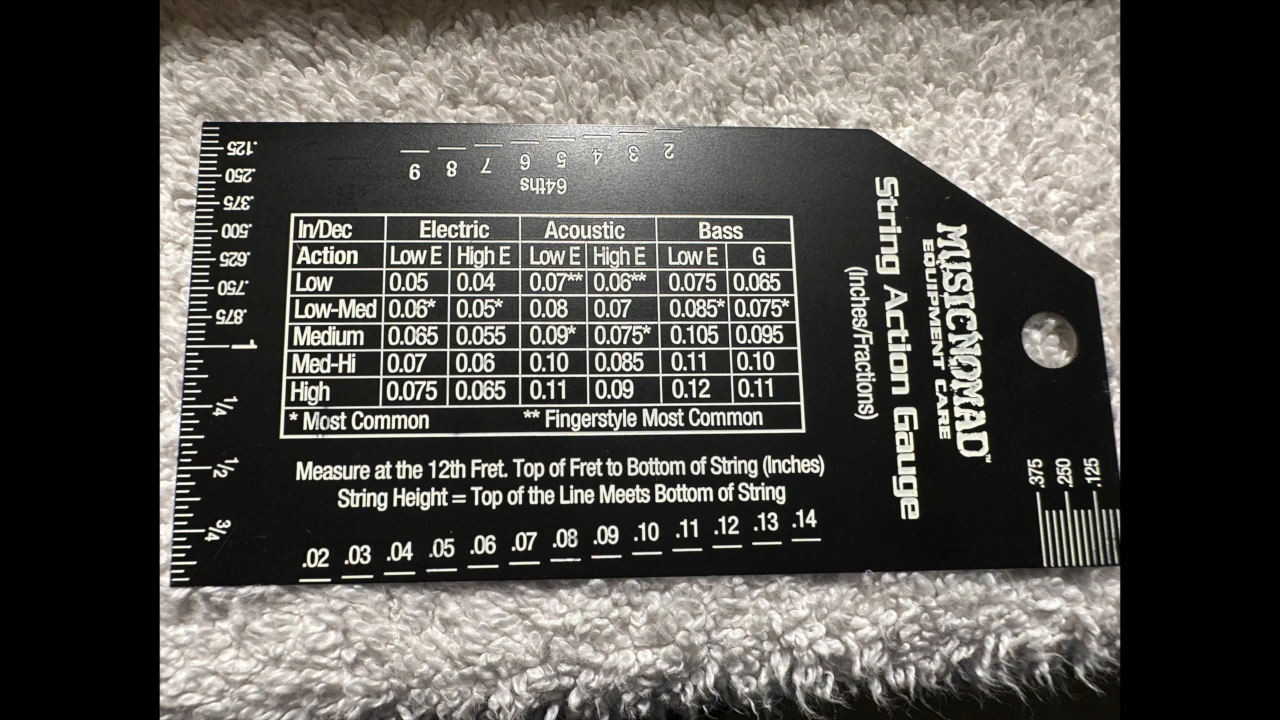 .125
.250
.375
.500
.625
.750
.875
1
1/4
1/2
3/4
9 8 7 6 5 4 3 2
64ths
In/Dec Electric Acoustic Bass
Action Low E High E Low E High E Low E G
Low 0.05 0.04 0.07** 0.06** 0.075 0.065
Low-Med 0.06* 0.05* 0.08 0.07 0.085* 0.075*
Medium 0.065 0.055 0.09* 0.075* 0.105 0.095
Med-Hi 0.07 0.06 0.10 0.085 0.11 0.10
High 0.075 0.065 0.11 0.09 0.12 0.11
* Most Common ** Fingerstyle Most Common
Measure at the 12th Fret. Top of Fret to Bottom of String (Inches)
String Height = Top of the Line Meets Bottom of String
.02 .03 .04 .05 .06 .07 .08 .09 .10 .11 .12 .13 .14
MUSICNOMAD™
EQUIPMENT CARE
String Action Gauge
(Inches/Fractions)
.375
.250
.125